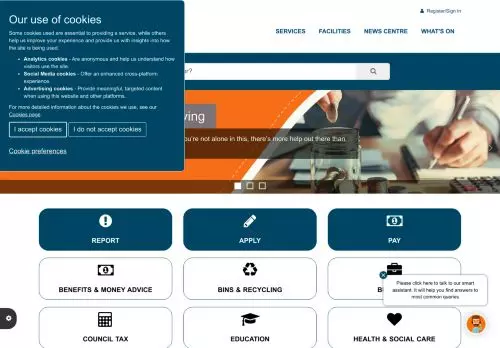 Register/Sign in
Our use of cookies
Some cookies used are essential to providing a service, while others
help us improve your experience and provide us with insights into how
the site is being used.
• Analytics cookies - Are anonymous and help us understand how
visitors use the site.
• Social Media cookies - Offer an enhanced cross-platform
experience.
• Advertising cookies - Provide meaningful, targeted content
when using this website and other platforms.
For more detailed information about the cookies we use, see our
Cookies page
I accept cookies
I do not accept cookies
Cookie preferences
SERVICES
FACILITIES
NEWS CENTRE
WHAT'S ON
r?
ving
ou're not alone in this, there's more help out there than
REPORT
APPLY
PAY
BENEFITS & MONEY ADVICE
BINS & RECYCLING
Please click here to talk to our smart
assistant. It will help you find answers to
most common queries
COUNCIL TAX
EDUCATION
HEALTH & SOCIAL CARE